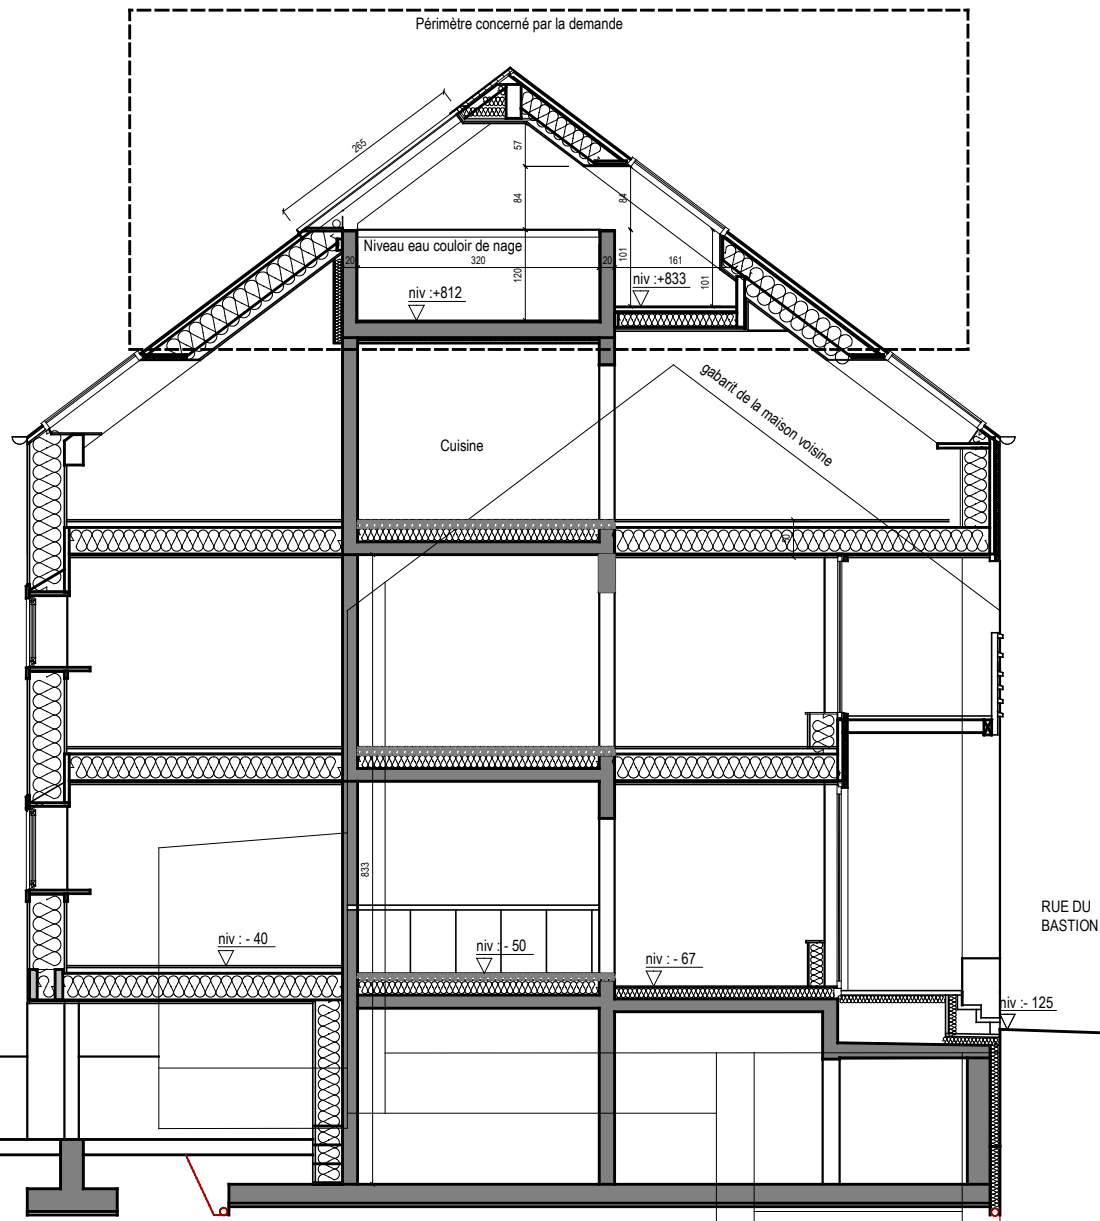 Périmètre concerné par la demande
265
57
84
84
Niveau eau couloir de nage
20
320
20
101
161
120
101
niv :+812
niv :+833
gabarit de la maison voisine
Cuisine
40
833
RUE DU
BASTION
niv : - 40
niv : - 50
niv : - 67
niv :- 125